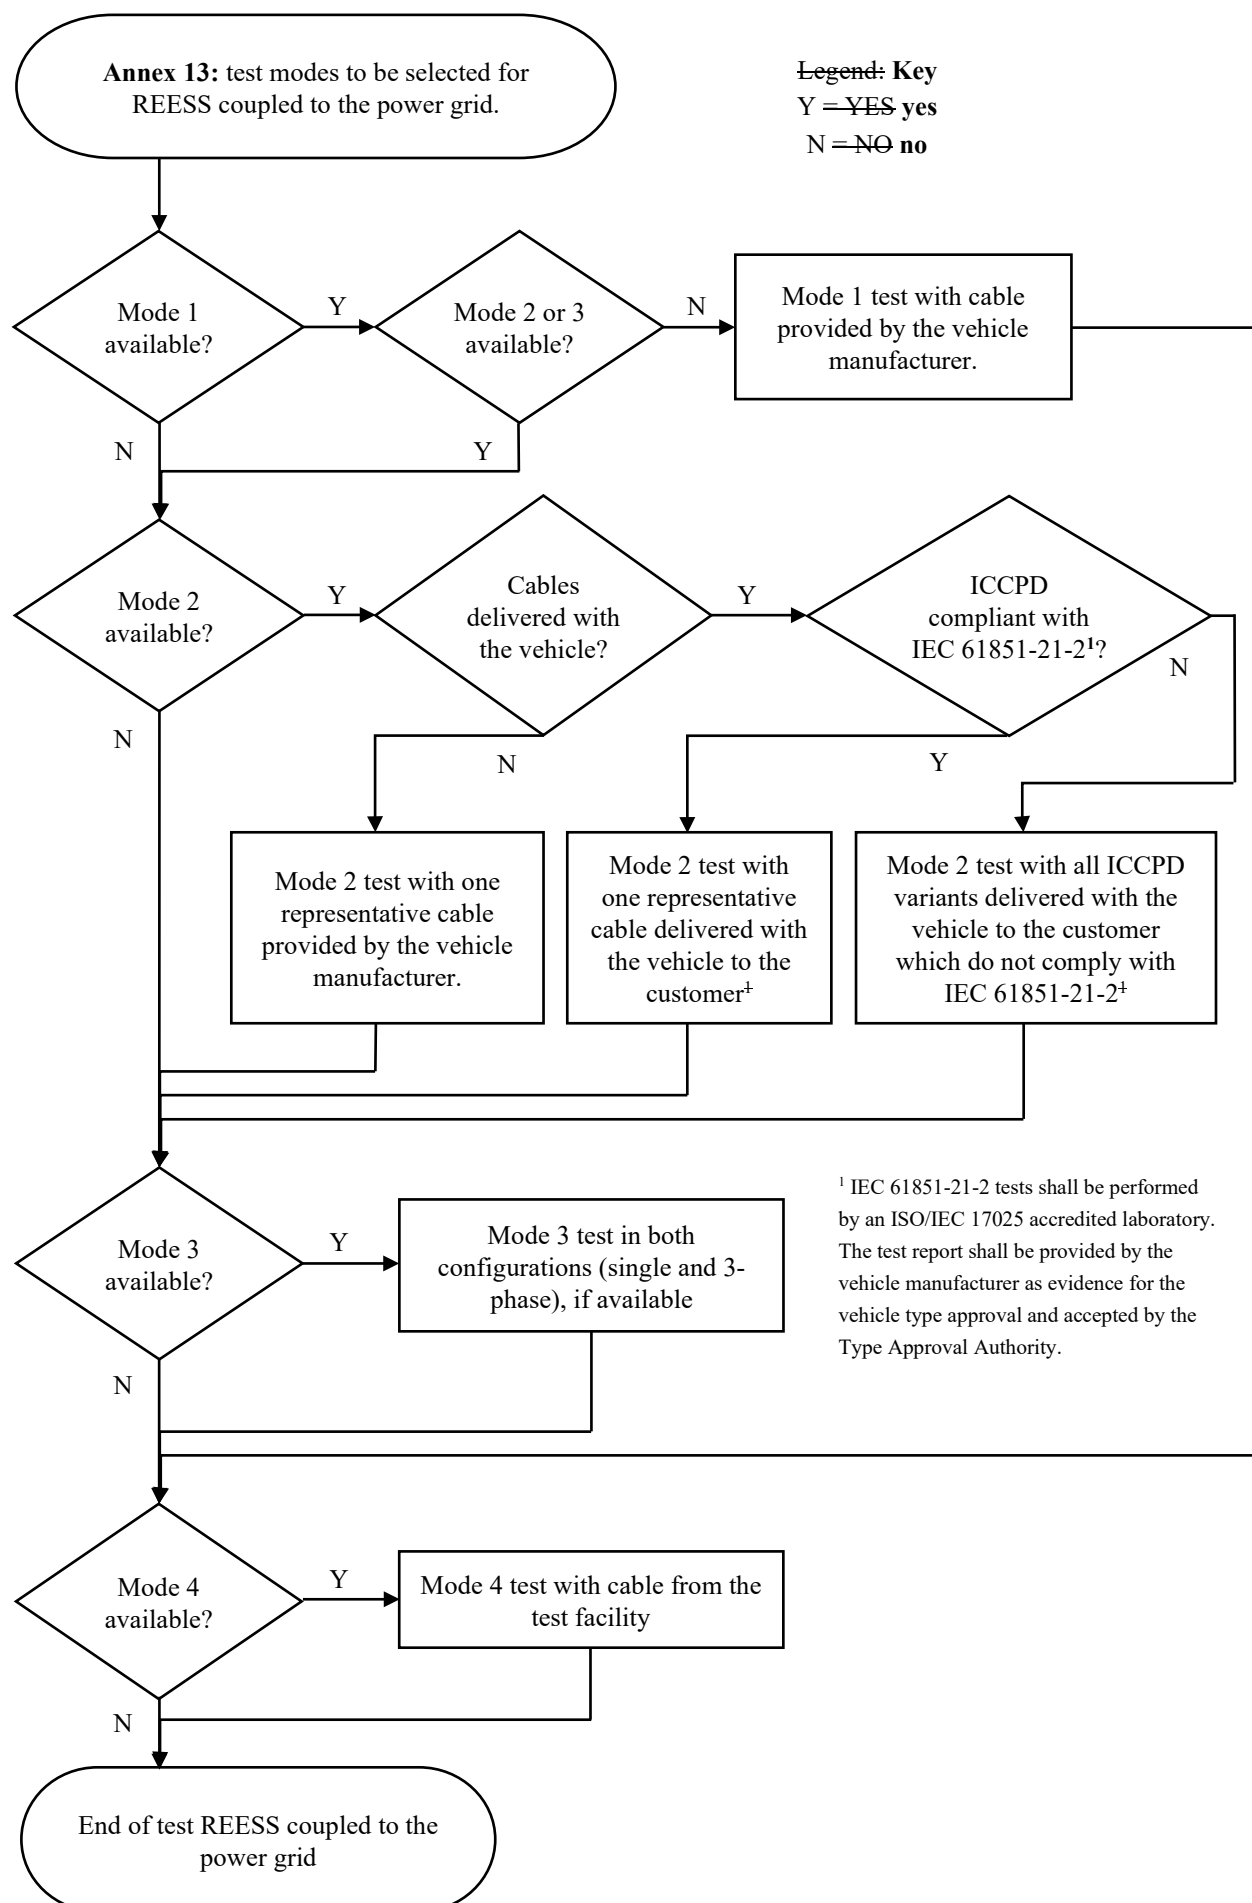 Annex 13: test modes to be selected for
REESS coupled to the power grid.
Legend: Key
Y = YES yes
N = NO no
Mode 1
available?
Y
Mode 2 or 3
available?
N
Mode 1 test with cable
provided by the vehicle
manufacturer.
N
Y
Mode 2
available?
Y
Cables
delivered with
the vehicle?
Y
ICCPD
compliant with
IEC 61851-21-2¹?
N
N
N
Y
Mode 2 test with one
representative cable
provided by the vehicle
manufacturer.
Mode 2 test with
one representative
cable delivered with
the vehicle to the
customer¹
Mode 2 test with all ICCPD
variants delivered with the
vehicle to the customer
which do not comply with
IEC 61851-21-2¹
Mode 3
available?
Y
Mode 3 test in both
configurations (single and 3-
phase), if available
N
¹ IEC 61851-21-2 tests shall be performed
by an ISO/IEC 17025 accredited laboratory.
The test report shall be provided by the
vehicle manufacturer as evidence for the
vehicle type approval and accepted by the
Type Approval Authority.
Mode 4
available?
Y
Mode 4 test with cable from the
test facility
N
End of test REESS coupled to the
power grid